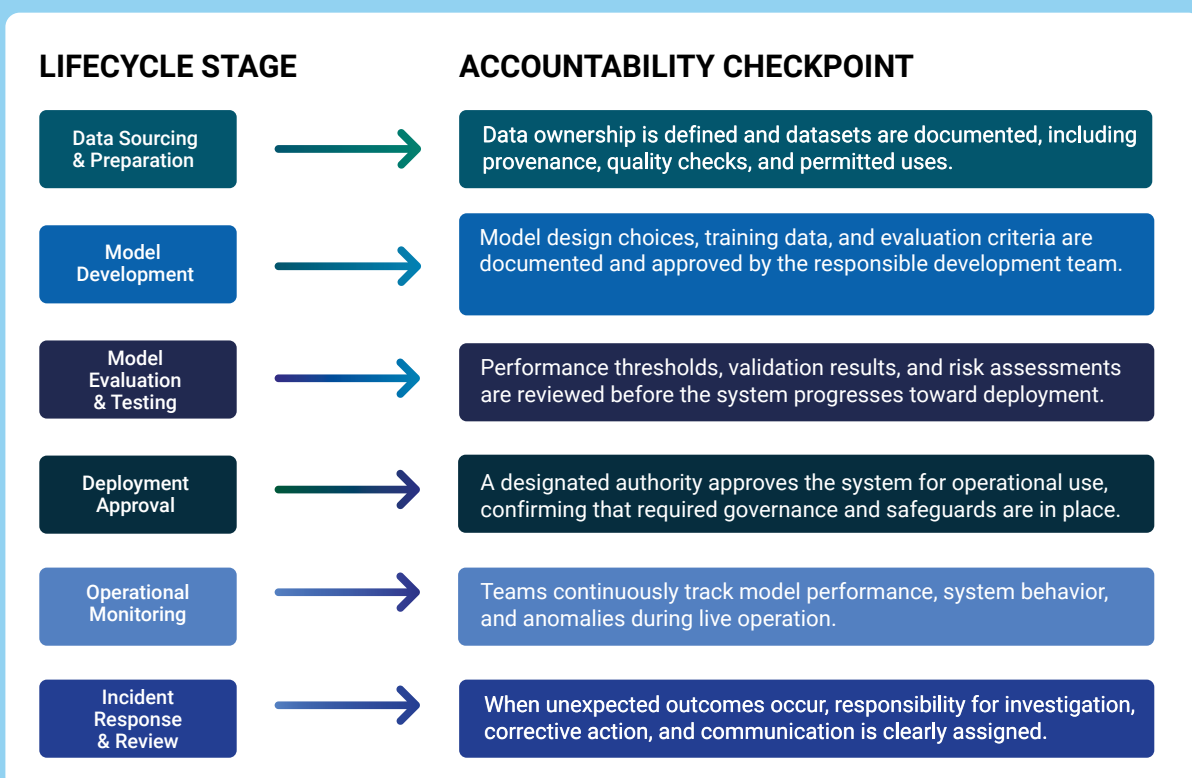 LIFECYCLE STAGE
ACCOUNTABILITY CHECKPOINT
Data Sourcing
& Preparation
Data ownership is defined and datasets are documented, including
provenance, quality checks, and permitted uses.
Model
Development
Model design choices, training data, and evaluation criteria are
documented and approved by the responsible development team.
Model
Evaluation
& Testing
Performance thresholds, validation results, and risk assessments
are reviewed before the system progresses toward deployment.
Deployment
Approval
A designated authority approves the system for operational use,
confirming that required governance and safeguards are in place.
Operational
Monitoring
Teams continuously track model performance, system behavior,
and anomalies during live operation.
Incident
Response
& Review
When unexpected outcomes occur, responsibility for investigation,
corrective action, and communication is clearly assigned.